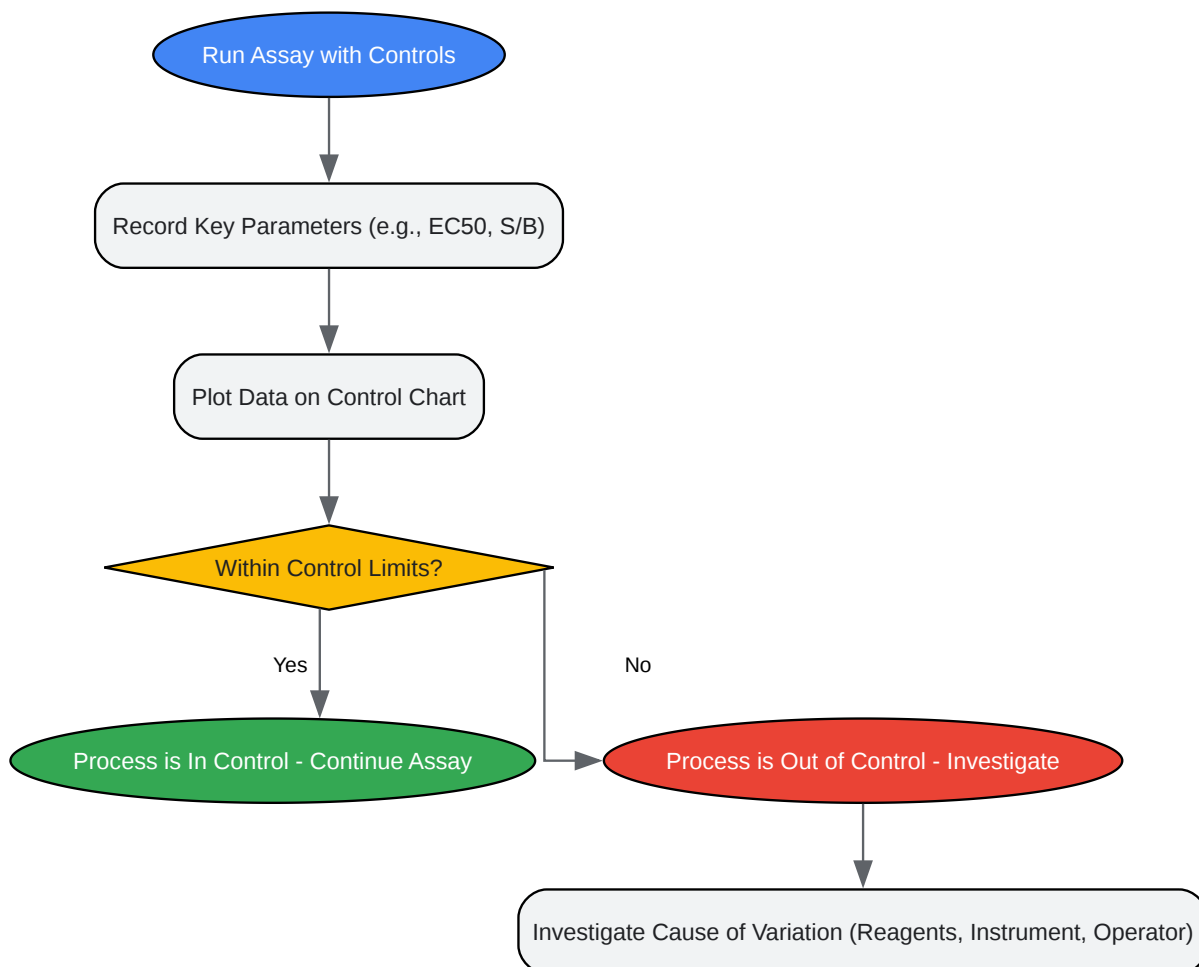 Run Assay with Controls
Record Key Parameters (e.g., EC50, S/B)
Plot Data on Control Chart
Within Control Limits?
Yes
No
Process is In Control - Continue Assay
Process is Out of Control - Investigate
Investigate Cause of Variation (Reagents, Instrument, Operator)